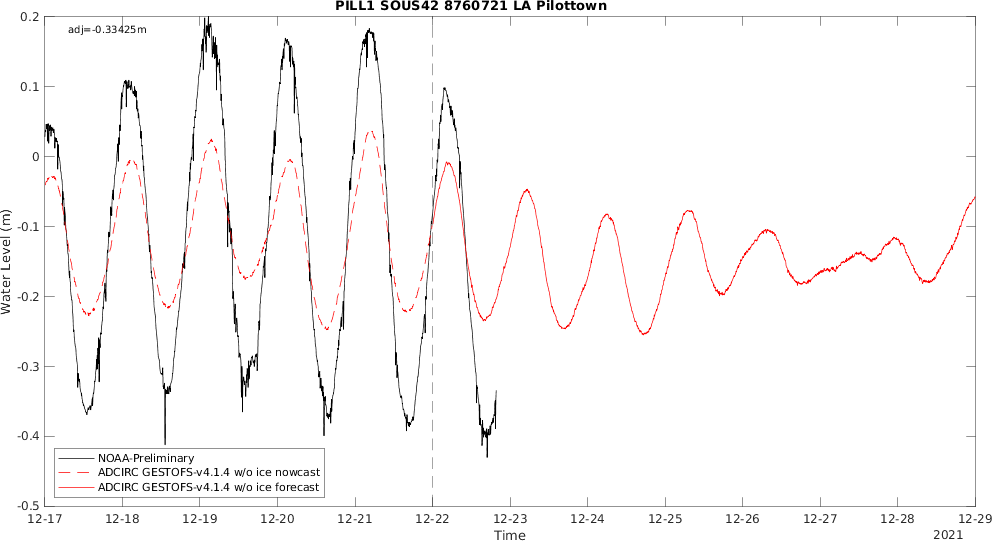 PILL1 SOUS42 8760721 LA Pilottown
adj=-0.33425m
0.2
0.1
0
-0.1
-0.2
-0.3
-0.4
-0.5
Water Level (m)
NOAA-Preliminary
ADCIRC GESTOFS-v4.1.4 w/o ice nowcast
ADCIRC GESTOFS-v4.1.4 w/o ice forecast
12-17 12-18 12-19 12-20 12-21 12-22 12-23 12-24 12-25 12-26 12-27 12-28 12-29
Time
2021